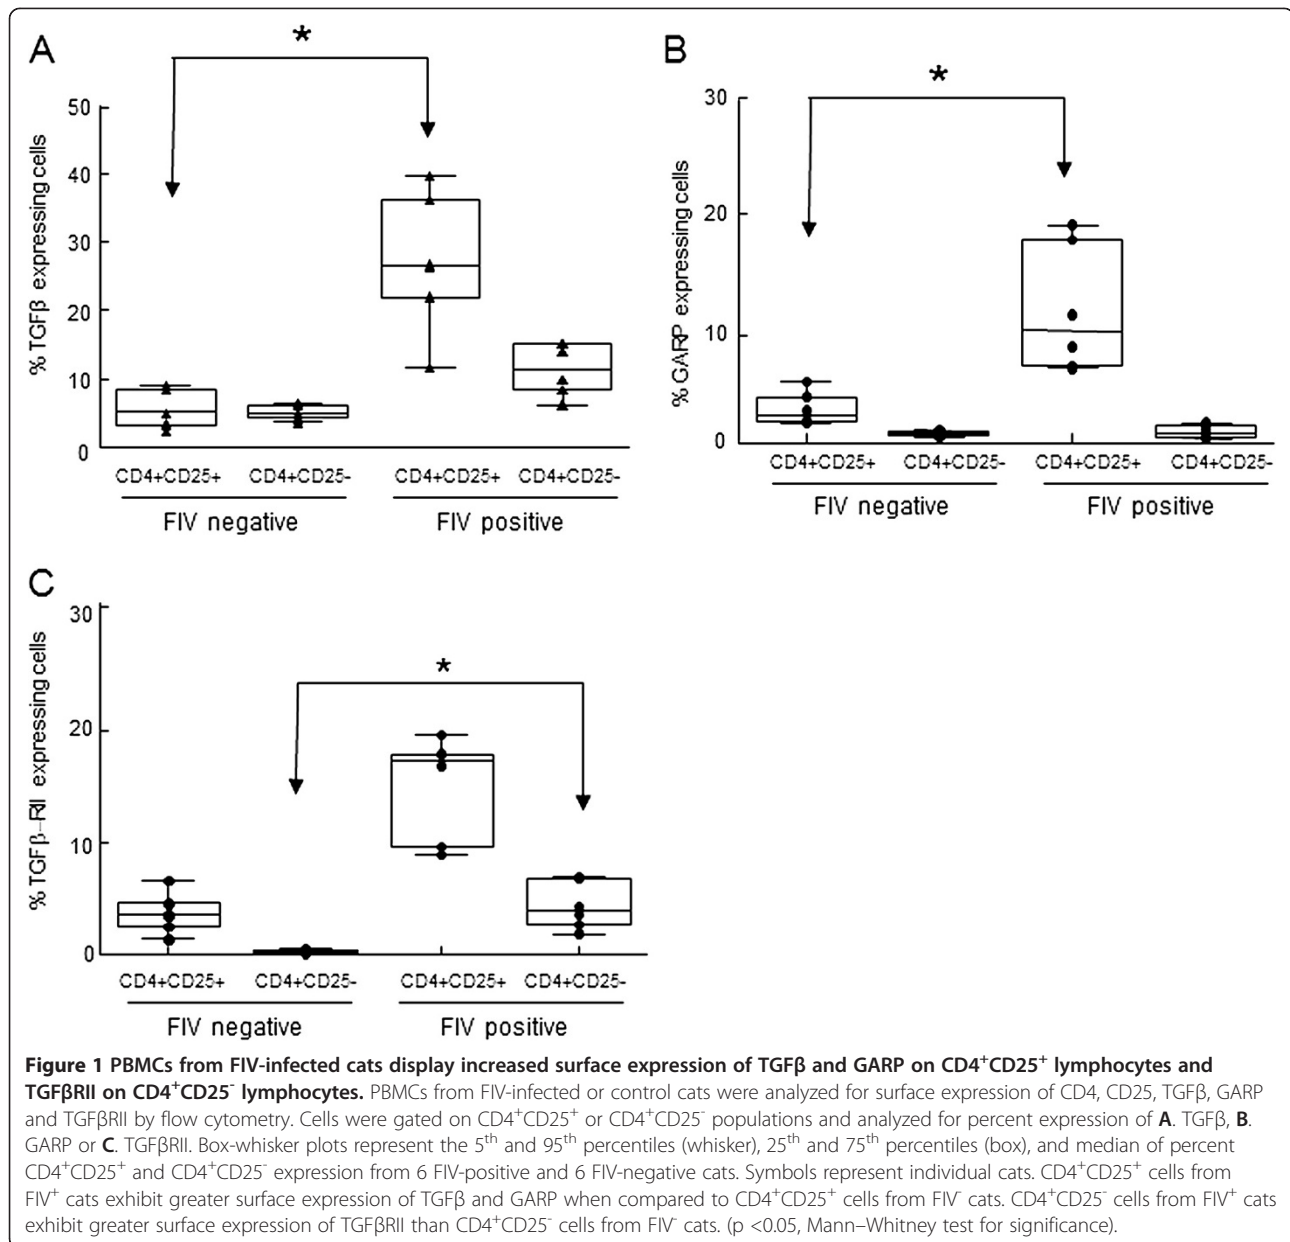 A
*
50
40
30
20
10
0
% TGFβ expressing cells
CD4+CD25+ CD4+CD25- CD4+CD25+ CD4+CD25-
FIV negative FIV positive
B
*
30
20
10
0
% GARP expressing cells
CD4+CD25+ CD4+CD25- CD4+CD25+ CD4+CD25-
FIV negative FIV positive
C
*
30
20
10
0
% TGFβ-RII expressing cells
CD4+CD25+ CD4+CD25- CD4+CD25+ CD4+CD25-
FIV negative FIV positive
Figure 1 PBMCs from FIV-infected cats display increased surface expression of TGFβ and GARP on CD4⁺CD25⁺ lymphocytes and
TGFβRII on CD4⁺CD25⁻ lymphocytes. PBMCs from FIV-infected or control cats were analyzed for surface expression of CD4, CD25, TGFβ, GARP
and TGFβRII by flow cytometry. Cells were gated on CD4⁺CD25⁺ or CD4⁺CD25⁻ populations and analyzed for percent expression of A. TGFβ, B.
GARP or C. TGFβRII. Box-whisker plots represent the 5th and 95th percentiles (whisker), 25th and 75th percentiles (box), and median of percent
CD4⁺CD25⁺ and CD4⁺CD25⁻ expression from 6 FIV-positive and 6 FIV-negative cats. Symbols represent individual cats. CD4⁺CD25⁺ cells from
FIV⁺ cats exhibit greater surface expression of TGFβ and GARP when compared to CD4⁺CD25⁺ cells from FIV⁻ cats. CD4⁺CD25⁻ cells from FIV⁺ cats
exhibit greater surface expression of TGFβRII than CD4⁺CD25⁻ cells from FIV⁻ cats. (p <0.05, Mann–Whitney test for significance).